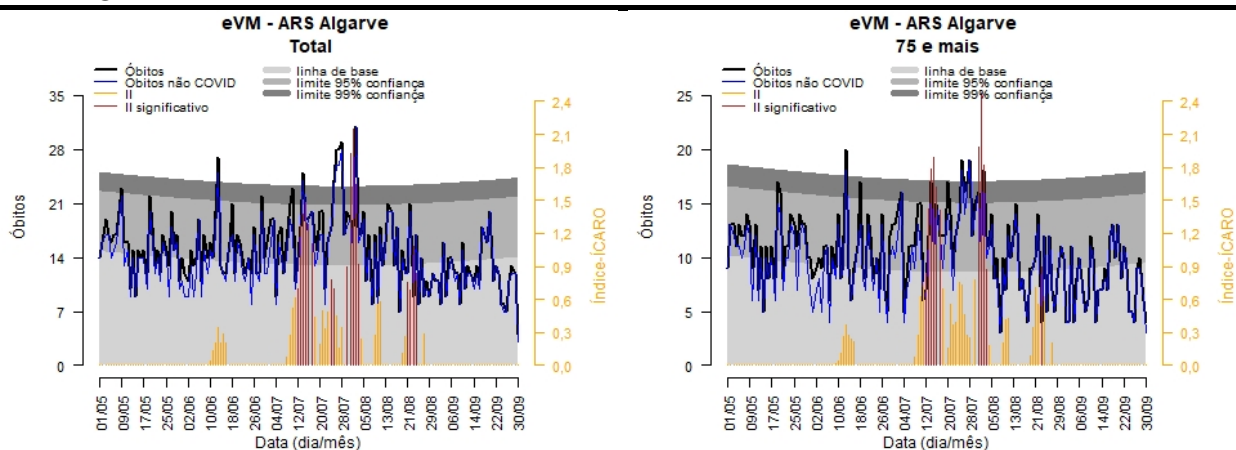 eVM - ARS Algarve
Total
Óbitos
Óbitos não COVID
II
II significativo
linha de base
limite 95% confiança
limite 99% confiança
35
28
21
14
7
0
Óbitos
2,4
2,1
1,8
1,5
1,2
0,9
0,6
0,3
0,0
Índice-ÍCARO
01/05
09/05
17/05
25/05
02/06
10/06
18/06
26/06
04/07
12/07
20/07
28/07
05/08
13/08
21/08
29/08
06/09
14/09
22/09
30/09
Data (dia/mês)
eVM - ARS Algarve
75 e mais
Óbitos
Óbitos não COVID
II
II significativo
linha de base
limite 95% confiança
limite 99% confiança
25
20
15
10
5
0
Óbitos
2,4
2,1
1,8
1,5
1,2
0,9
0,6
0,3
0,0
Índice-ÍCARO
01/05
09/05
17/05
25/05
02/06
10/06
18/06
26/06
04/07
12/07
20/07
28/07
05/08
13/08
21/08
29/08
06/09
14/09
22/09
30/09
Data (dia/mês)